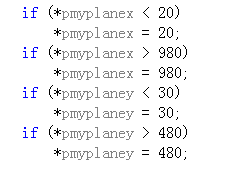 if (*pmyplanex < 20)
    *pmyplanex = 20;
if (*pmyplanex > 980)
    *pmyplanex = 980;
if (*pmyplaney < 30)
    *pmyplaney = 30;
if (*pmyplaney > 480)
    *pmyplaney = 480;